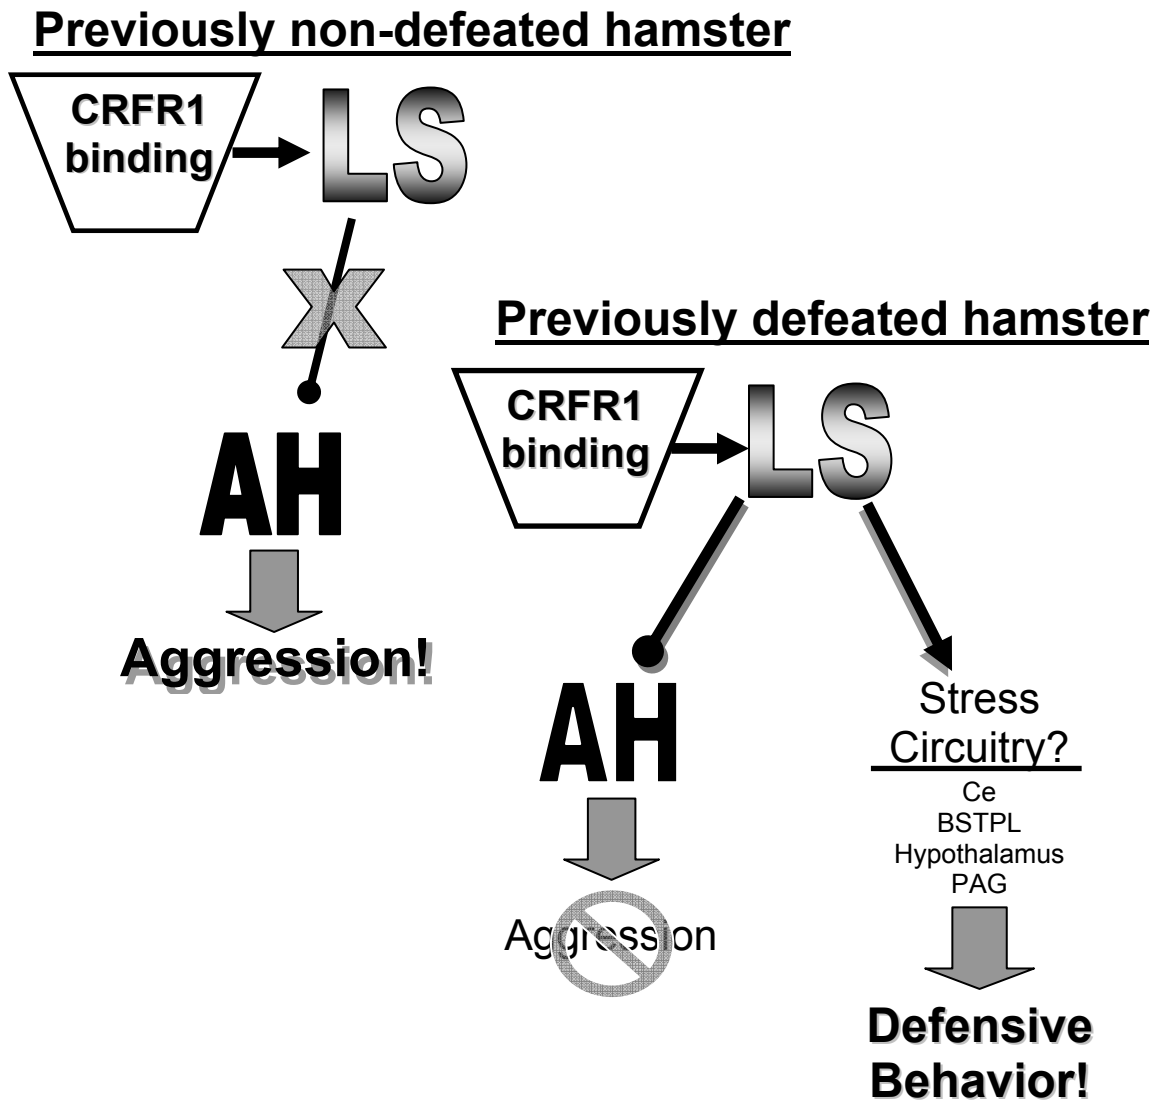 Previously non-defeated hamster
CRFR1
binding
LS
X
AH
Aggression!
Previously defeated hamster
CRFR1
binding
LS
AH
Aggression
Stress
Circuitry?
Ce
BSTPL
Hypothalamus
PAG
Defensive
Behavior!